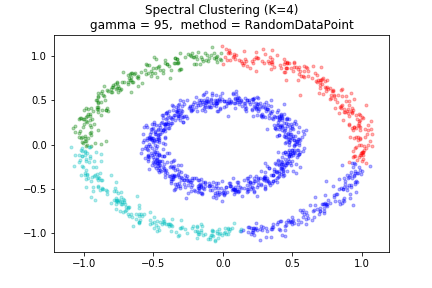 Spectral Clustering (K=4)
gamma = 95, method = RandomDataPoint
1.0
0.5
0.0
−0.5
−1.0
−1.0 −0.5 0.0 0.5 1.0